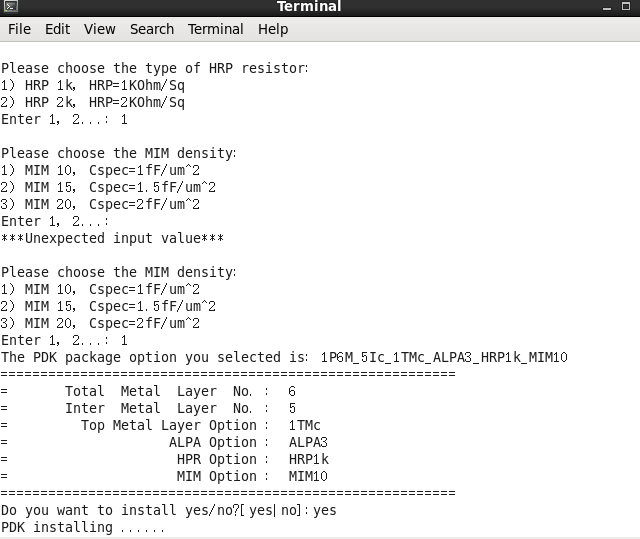 Terminal
File Edit View Search Terminal Help
Please choose the type of HRP resistor:
1) HRP 1k, HRP=1KOhm/Sq
2) HRP 2k, HRP=2KOhm/Sq
Enter 1, 2...: 1
Please choose the MIM density:
1) MIM 10, Cspec=1fF/um^2
2) MIM 15, Cspec=1.5fF/um^2
3) MIM 20, Cspec=2fF/um^2
Enter 1, 2...:
***Unexpected input value***
Please choose the MIM density:
1) MIM 10, Cspec=1fF/um^2
2) MIM 15, Cspec=1.5fF/um^2
3) MIM 20, Cspec=2fF/um^2
Enter 1, 2...: 1
The PDK package option you selected is: 1P6M_5Ic_1TMc_ALPA3_HRP1k_MIM10
=========================================================
= Total Metal Layer No. : 6
= Inter Metal Layer No. : 5
= Top Metal Layer Option : 1TMc
= ALPA Option : ALPA3
= HPR Option : HRP1k
= MIM Option : MIM10
=========================================================
Do you want to install yes/no?[yes|no]:yes
PDK installing ......